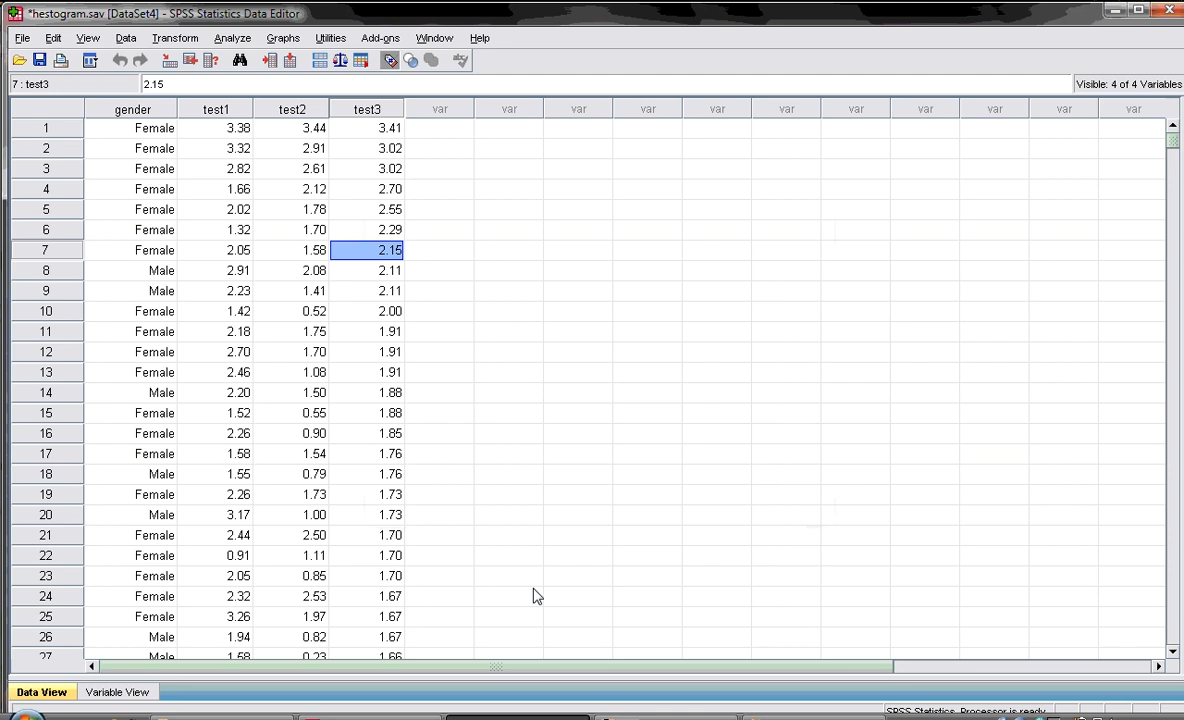 *hestogram.sav [DataSet4] - SPSS Statistics Data Editor
File Edit View Data Transform Analyze Graphs Utilities Add-ons Window Help
7 : test3 2.15 Visible: 4 of 4 Variables
gender test1 test2 test3 var var var var var var var var var var var
1 Female 3.38 3.44 3.41
2 Female 3.32 2.91 3.02
3 Female 2.82 2.61 3.02
4 Female 1.66 2.12 2.70
5 Female 2.02 1.78 2.55
6 Female 1.32 1.70 2.29
7 Female 2.05 1.58 2.15
8 Male 2.91 2.08 2.11
9 Male 2.23 1.41 2.11
10 Female 1.42 0.52 2.00
11 Female 2.18 1.75 1.91
12 Female 2.70 1.70 1.91
13 Female 2.46 1.08 1.91
14 Male 2.20 1.50 1.88
15 Female 1.52 0.55 1.88
16 Female 2.26 0.90 1.85
17 Female 1.58 1.54 1.76
18 Male 1.55 0.79 1.76
19 Female 2.26 1.73 1.73
20 Male 3.17 1.00 1.73
21 Female 2.44 2.50 1.70
22 Female 0.91 1.11 1.70
23 Female 2.05 0.85 1.70
24 Female 2.32 2.53 1.67
25 Female 3.26 1.97 1.67
26 Male 1.94 0.82 1.67
27 Male 1.58 0.23 1.66
Data View Variable View
SPSS Statistics Processor is ready